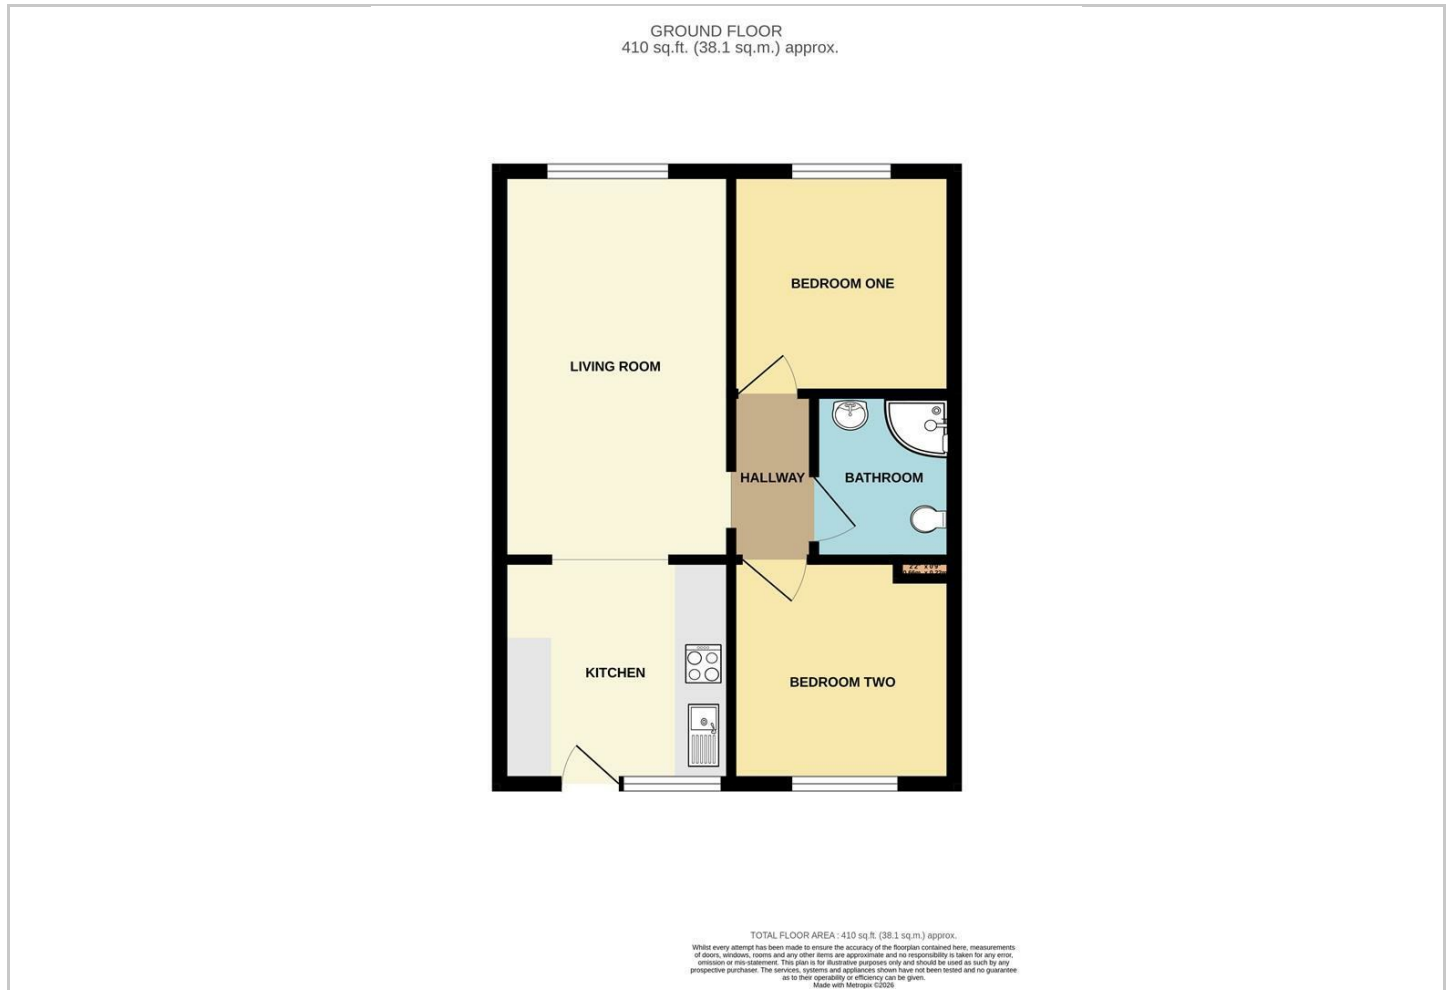 GROUND FLOOR
410 sq.ft. (38.1 sq.m.) approx.
BEDROOM ONE
LIVING ROOM
HALLWAY
BATHROOM
KITCHEN
BEDROOM TWO
TOTAL FLOOR AREA : 410 sq.ft. (38.1 sq.m.) approx.
Whilst every attempt has been made to ensure the accuracy of the floorplan contained here, measurements
of doors, windows, rooms and any other items are approximate and no responsibility is taken for any error,
omission or mis-statement. This plan is for illustrative purposes only and should be used as such by any
prospective purchaser. The services, systems and appliances shown have not been tested and no guarantee
as to their operability or efficiency can be given.
Made with Metropix ©2026